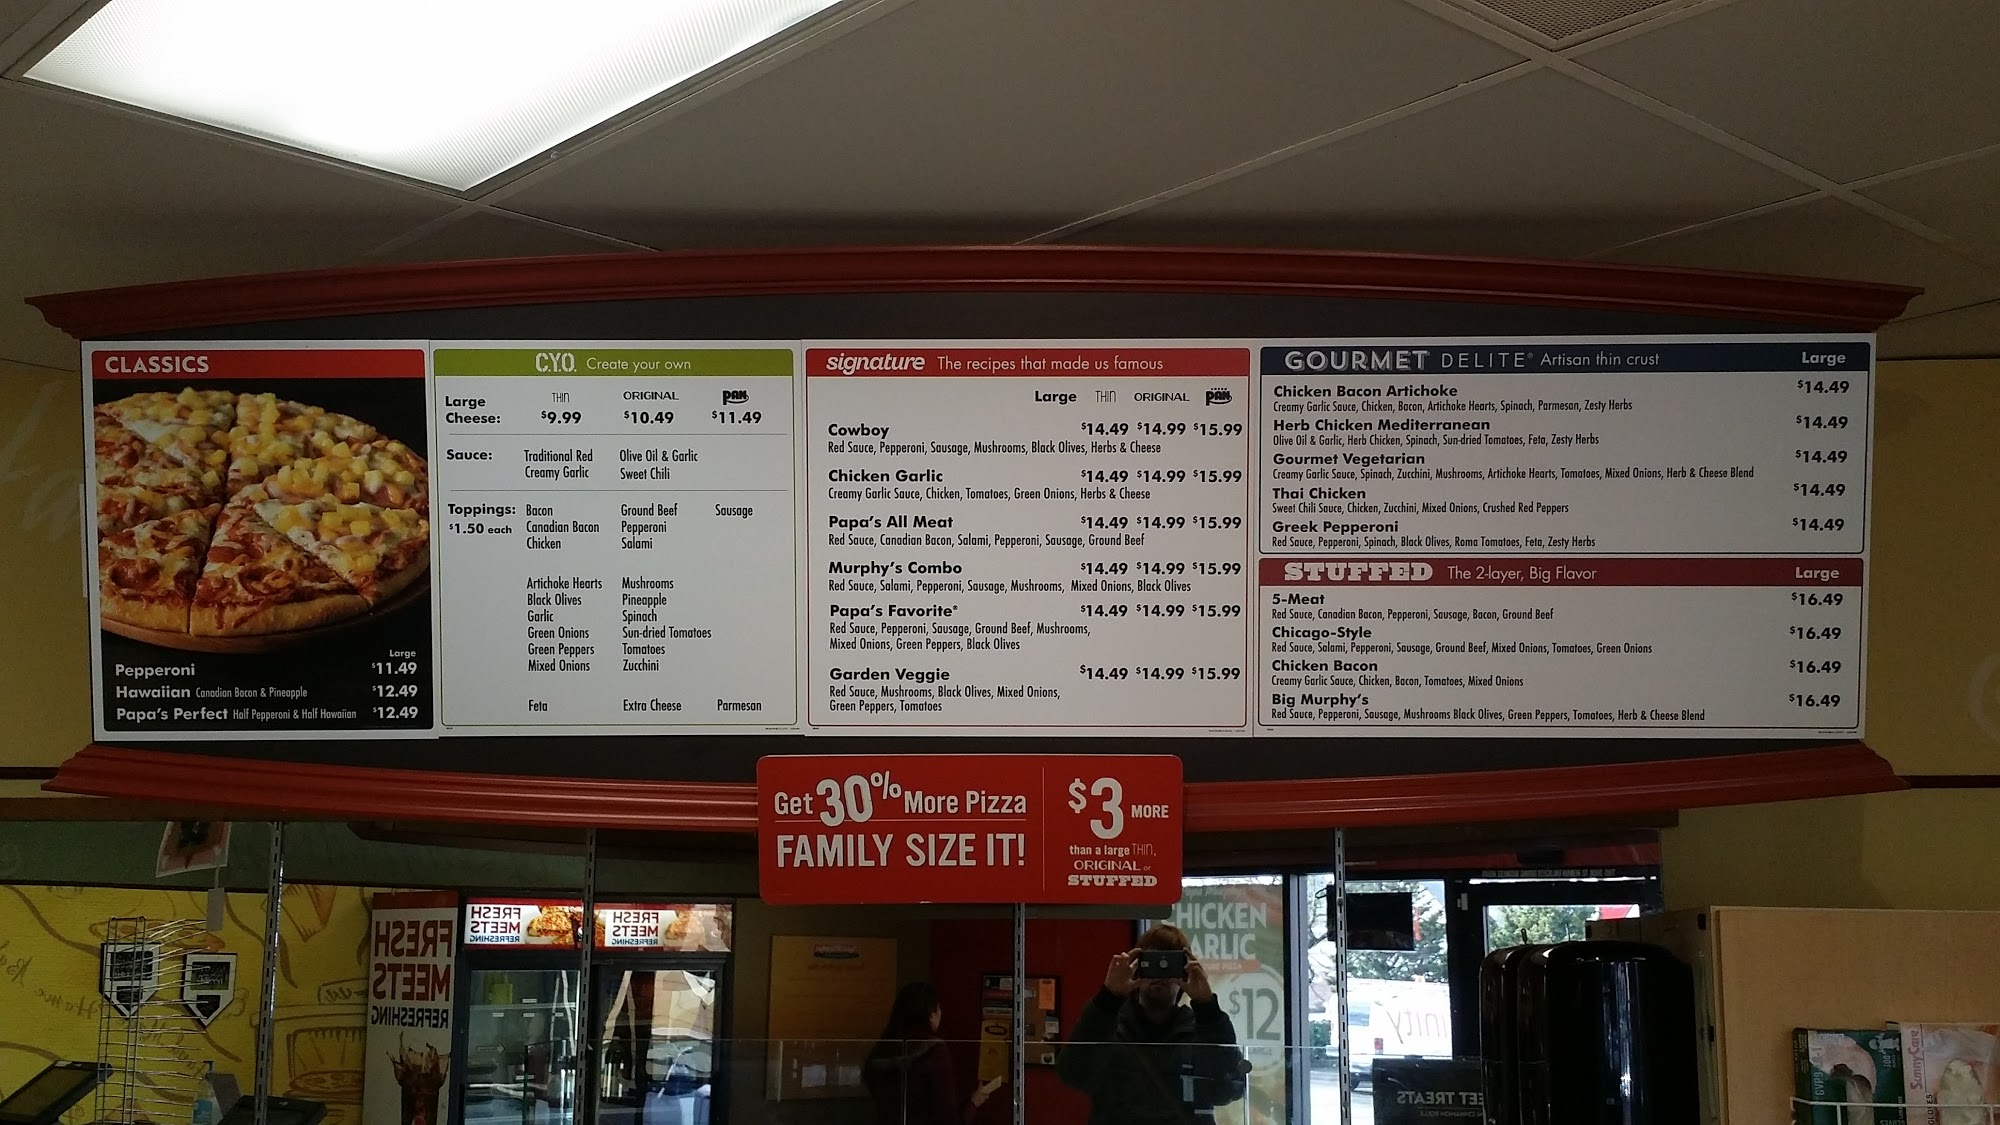 CLASSICS
Large
Pepperoni $11.49
Hawaiian Canadian Bacon & Pineapple $12.49
Papa's Perfect Half Pepperoni & Half Hawaiian $12.49
C.Y.O. Create your own
Large Cheese: THIN ORIGINAL PAN
$9.99 $10.49 $11.49
Sauce: Traditional Red Olive Oil & Garlic
Creamy Garlic Sweet Chili
Toppings: Bacon Ground Beef Sausage
$1.50 each Canadian Bacon Pepperoni
Chicken Salami
Artichoke Hearts Mushrooms
Black Olives Pineapple
Garlic Spinach
Green Onions Sun-dried Tomatoes
Green Peppers Tomatoes
Mixed Onions Zucchini
Feta Extra Cheese Parmesan
signature The recipes that made us famous
Large THIN ORIGINAL PAN
Cowboy $14.49 $14.99 $15.99
Red Sauce, Pepperoni, Sausage, Mushrooms, Black Olives, Herbs & Cheese
Chicken Garlic $14.49 $14.99 $15.99
Creamy Garlic Sauce, Chicken, Tomatoes, Green Onions, Herbs & Cheese
Papa's All Meat $14.49 $14.99 $15.99
Red Sauce, Canadian Bacon, Salami, Pepperoni, Sausage, Ground Beef
Murphy's Combo $14.49 $14.99 $15.99
Red Sauce, Salami, Pepperoni, Sausage, Mushrooms, Mixed Onions, Black Olives
Papa's Favorite® $14.49 $14.99 $15.99
Red Sauce, Pepperoni, Sausage, Ground Beef, Mushrooms,
Mixed Onions, Green Peppers, Black Olives
Garden Veggie $14.49 $14.99 $15.99
Red Sauce, Mushrooms, Black Olives, Mixed Onions,
Green Peppers, Tomatoes
GOURMET DELITE® Artisan thin crust Large
Chicken Bacon Artichoke $14.49
Creamy Garlic Sauce, Chicken, Bacon, Artichoke Hearts, Spinach, Parmesan, Zesty Herbs
Herb Chicken Mediterranean $14.49
Olive Oil & Garlic, Herb Chicken, Spinach, Sun-dried Tomatoes, Feta, Zesty Herbs
Gourmet Vegetarian $14.49
Creamy Garlic Sauce, Spinach, Zucchini, Mushrooms, Artichoke Hearts, Tomatoes, Mixed Onions, Herb & Cheese Blend
Thai Chicken $14.49
Sweet Chili Sauce, Chicken, Zucchini, Mixed Onions, Crushed Red Peppers
Greek Pepperoni $14.49
Red Sauce, Pepperoni, Spinach, Black Olives, Roma Tomatoes, Feta, Zesty Herbs
STUFFED The 2-layer, Big Flavor Large
5-Meat $16.49
Red Sauce, Canadian Bacon, Pepperoni, Sausage, Bacon, Ground Beef
Chicago-Style $16.49
Red Sauce, Salami, Pepperoni, Sausage, Ground Beef, Mixed Onions, Tomatoes, Green Onions
Chicken Bacon $16.49
Creamy Garlic Sauce, Chicken, Bacon, Tomatoes, Mixed Onions
Big Murphy's $16.49
Red Sauce, Pepperoni, Sausage, Mushrooms Black Olives, Green Peppers, Tomatoes, Herb & Cheese Blend
Get 30% More Pizza
FAMILY SIZE IT!
$3 MORE
than a large THIN,
ORIGINAL or
STUFFED
FRESH
MEETS
REFRESHING
FRESH
MEETS
REFRESHING
FRESH
MEETS
REFRESHING
CHICKEN
GARLIC
$12
EET TREATS
SunnyCare